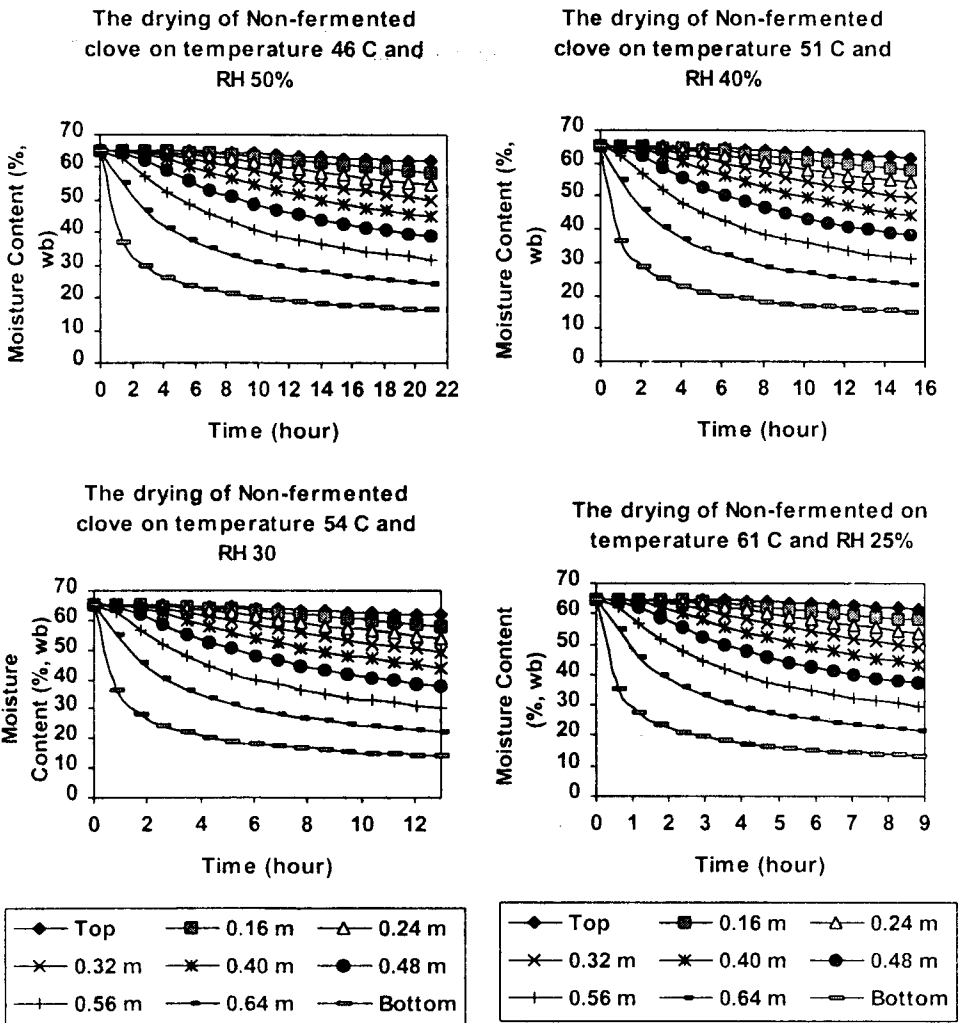 The drying of Non-fermented
clove on temperature 46 C and
RH 50%
Moisture Content (%,
wb)
70
60
50
40
30
20
10
0
0 2 4 6 8 10 12 14 16 18 20 22
Time (hour)
The drying of Non-fermented
clove on temperature 51 C and
RH 40%
Moisture Content (%,
wb)
70
60
50
40
30
20
10
0
0 2 4 6 8 10 12 14 16
Time (hour)
The drying of Non-fermented
clove on temperature 54 C and
RH 30
Moisture
Content (%, wb)
70
60
50
40
30
20
10
0
0 2 4 6 8 10 12
Time (hour)
The drying of Non-fermented on
temperature 61 C and RH 25%
Moisture Content
(%, wb)
70
60
50
40
30
20
10
0
0 1 2 3 4 5 6 7 8 9
Time (hour)
Top 0.16 m 0.24 m
0.32 m 0.40 m 0.48 m
0.56 m 0.64 m Bottom
Top 0.16 m 0.24 m
0.32 m 0.40 m 0.48 m
0.56 m 0.64 m Bottom